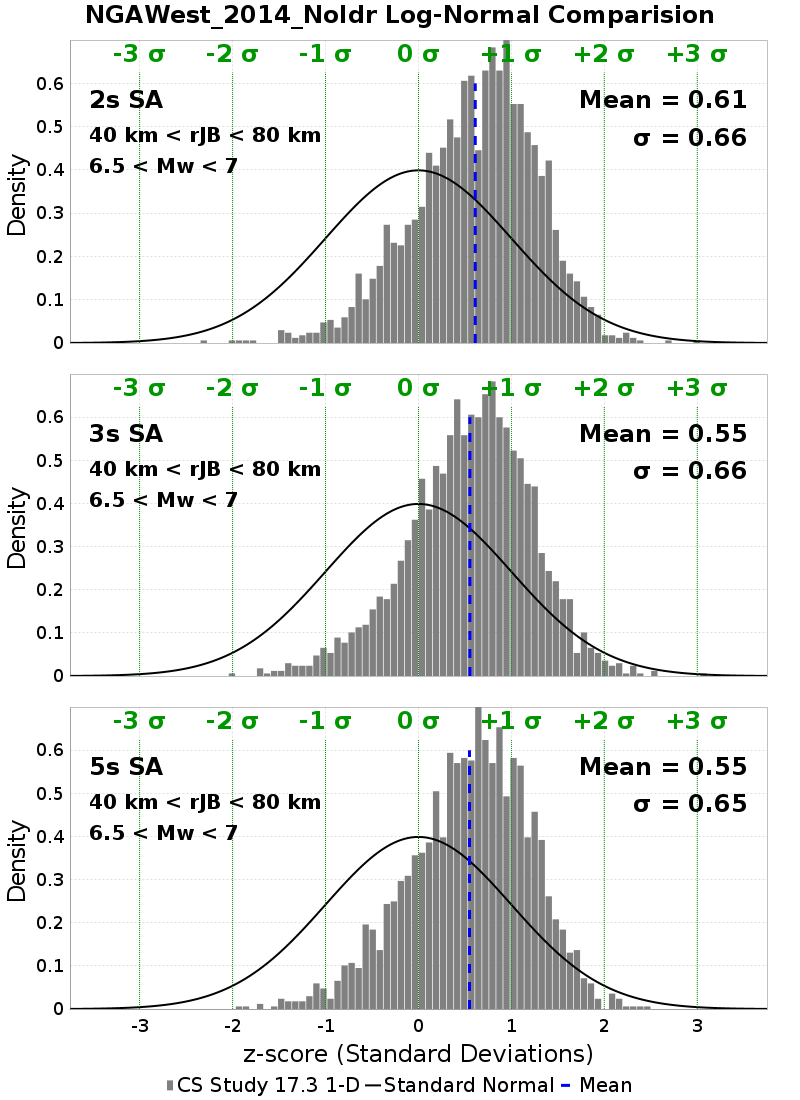 NGAWest_2014_NoIdr Log-Normal Comparision
-3 σ -2 σ -1 σ 0 σ +1 σ +2 σ +3 σ
2s SA Mean = 0.61
40 km < rJB < 80 km σ = 0.66
6.5 < Mw < 7
Density
0.6
0.5
0.4
0.3
0.2
0.1
0
-3 σ -2 σ -1 σ 0 σ +1 σ +2 σ +3 σ
3s SA Mean = 0.55
40 km < rJB < 80 km σ = 0.66
6.5 < Mw < 7
Density
0.6
0.5
0.4
0.3
0.2
0.1
0
-3 σ -2 σ -1 σ 0 σ +1 σ +2 σ +3 σ
5s SA Mean = 0.55
40 km < rJB < 80 km σ = 0.65
6.5 < Mw < 7
Density
0.6
0.5
0.4
0.3
0.2
0.1
0
-3 -2 -1 0 1 2 3
z-score (Standard Deviations)
CS Study 17.3 1-D Standard Normal Mean